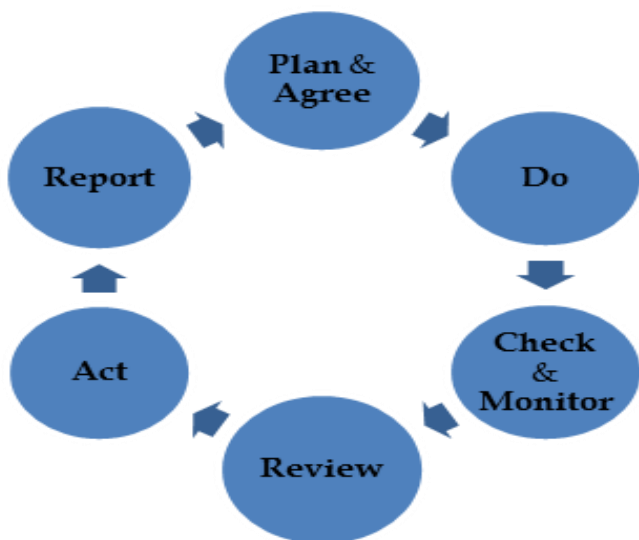 Plan &
Agree
Do
Check
&
Monitor
Review
Act
Report